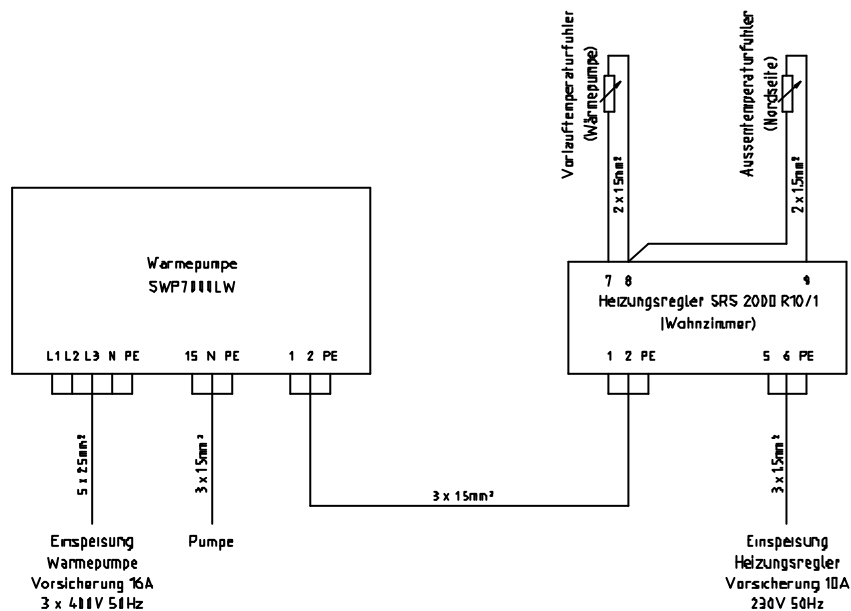 Vorlauftemperaturfuhler
(Wärmepumpe)
Aussentemperaturfuhler
(Nordseite)
2 x 1.5mm²
2 x 1.5mm²
Warmepumpe
SWP7000LW
7 8 9
Heizungsregler SRS 2000 R10/1
(Wohnzimmer)
L1 L2 L3 N PE
15 N PE
1 2 PE
1 2 PE
5 6 PE
5 x 2.5mm²
3 x 1.5mm²
3 x 1.5mm²
3 x 1.5mm²
Einspeisung
Warmepumpe
Vorsicherung 16A
3 x 400V 50Hz
Pumpe
Einspeisung
Heizungsregler
Vorsicherung 10A
230V 50Hz